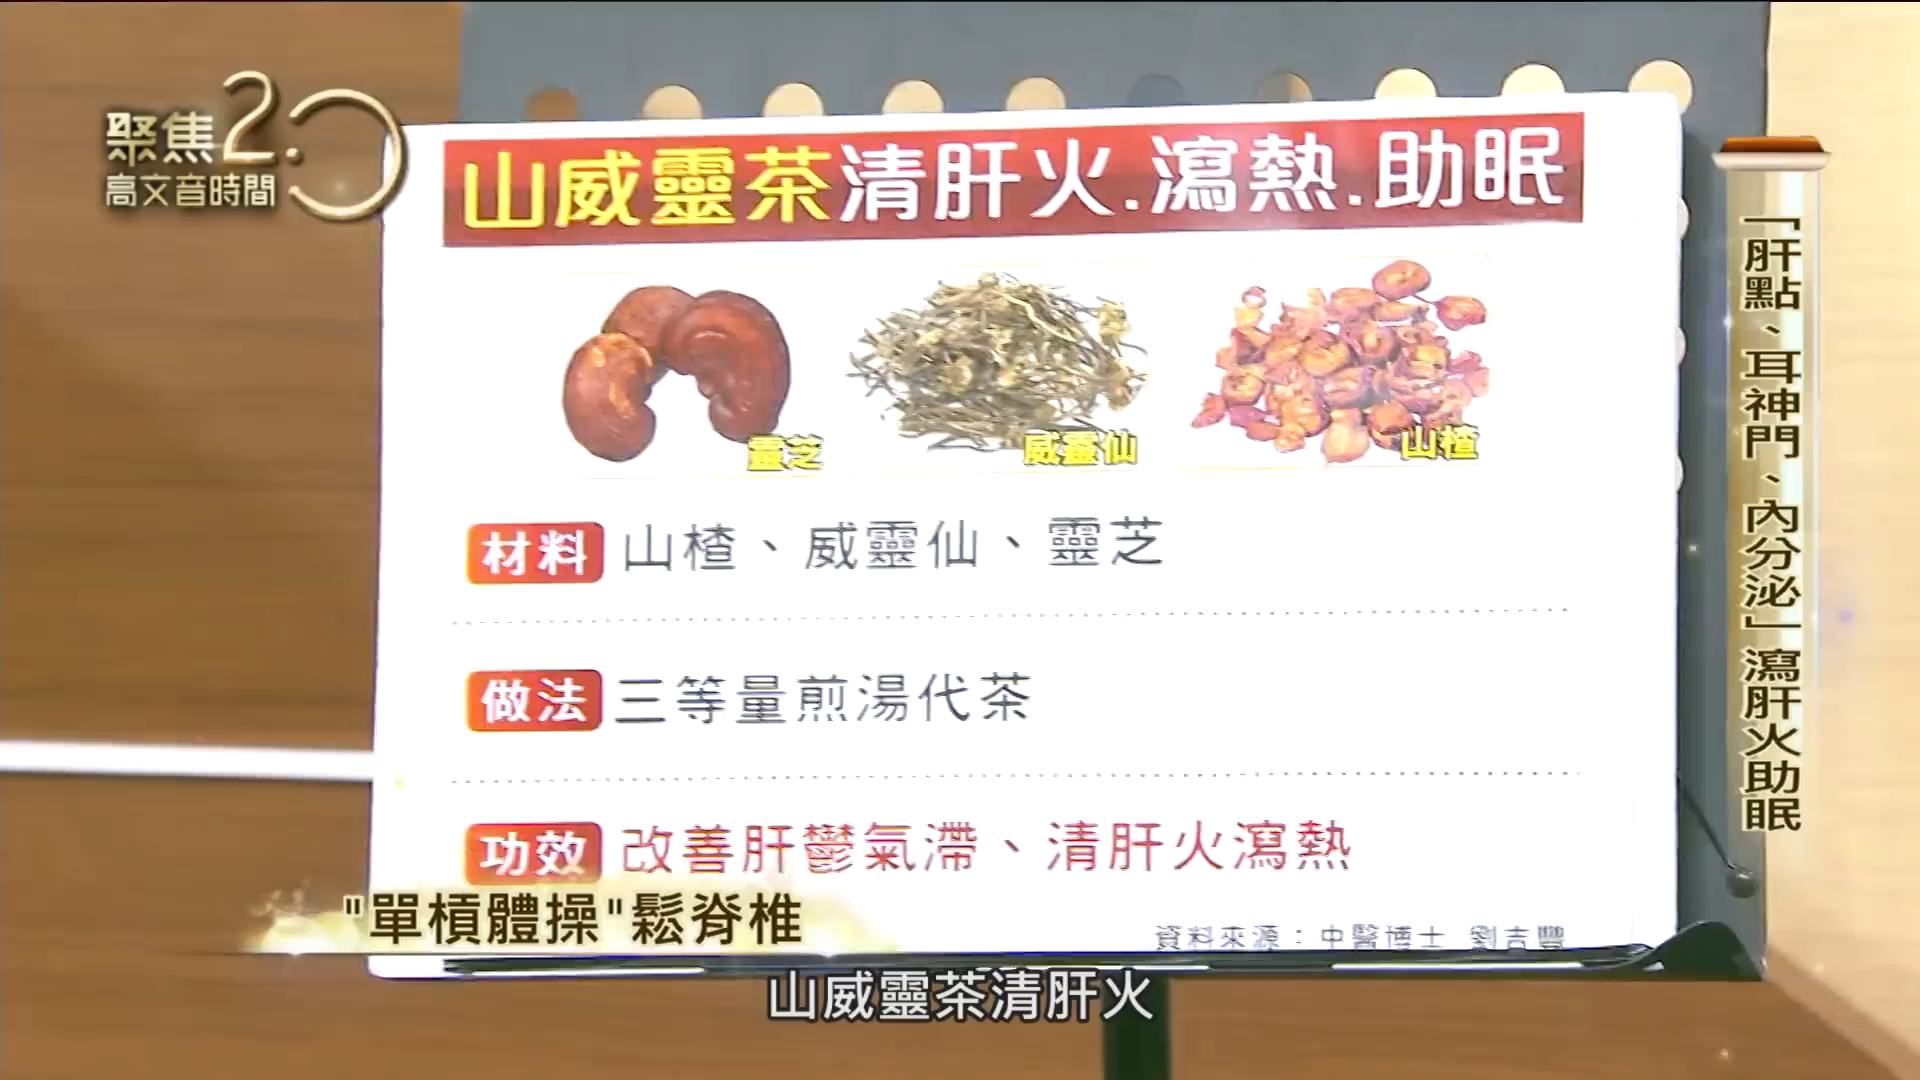 聚焦2.0
高文音時間
山威靈茶清肝火.瀉熱.助眠
靈芝
威靈仙
山楂
材料 山楂、威靈仙、靈芝
做法 三等量煎湯代茶
功效 改善肝鬱氣滯、清肝火瀉熱
資料來源：中醫博士 劉吉豐
"單槓體操"鬆脊椎
山威靈茶清肝火
「肝點、耳神門、內分泌」瀉肝火助眠